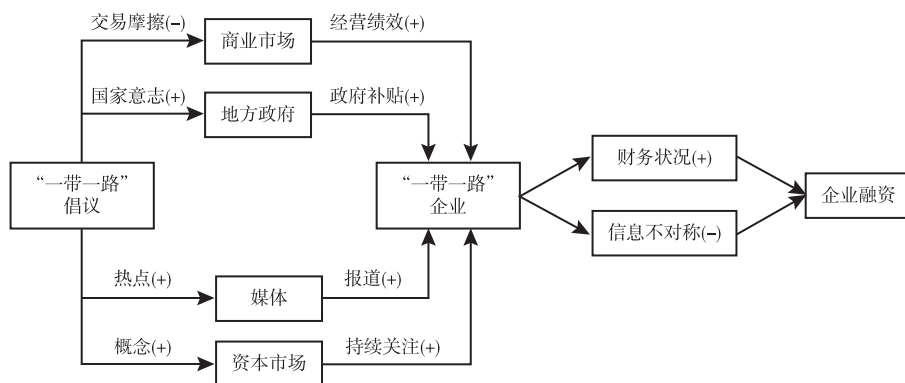 交易摩擦(−)
商业市场
经营绩效(+)
国家意志(+)
地方政府
政府补贴(+)
“一带一路”
倡议
“一带一路”
企业
财务状况(+)
信息不对称(−)
企业融资
热点(+)
媒体
报道(+)
概念(+)
资本市场
持续关注(+)